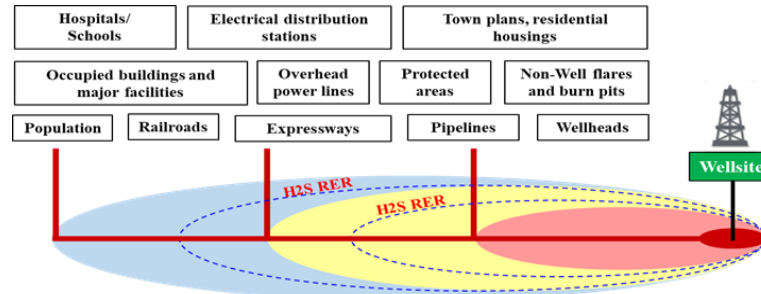 Hospitals/
Schools
Electrical distribution
stations
Town plans, residential
housings
Occupied buildings and
major facilities
Overhead
power lines
Protected
areas
Non-Well flares
and burn pits
Population
Railroads
Expressways
Pipelines
Wellheads
Wellsite
H2S RER
H2S RER